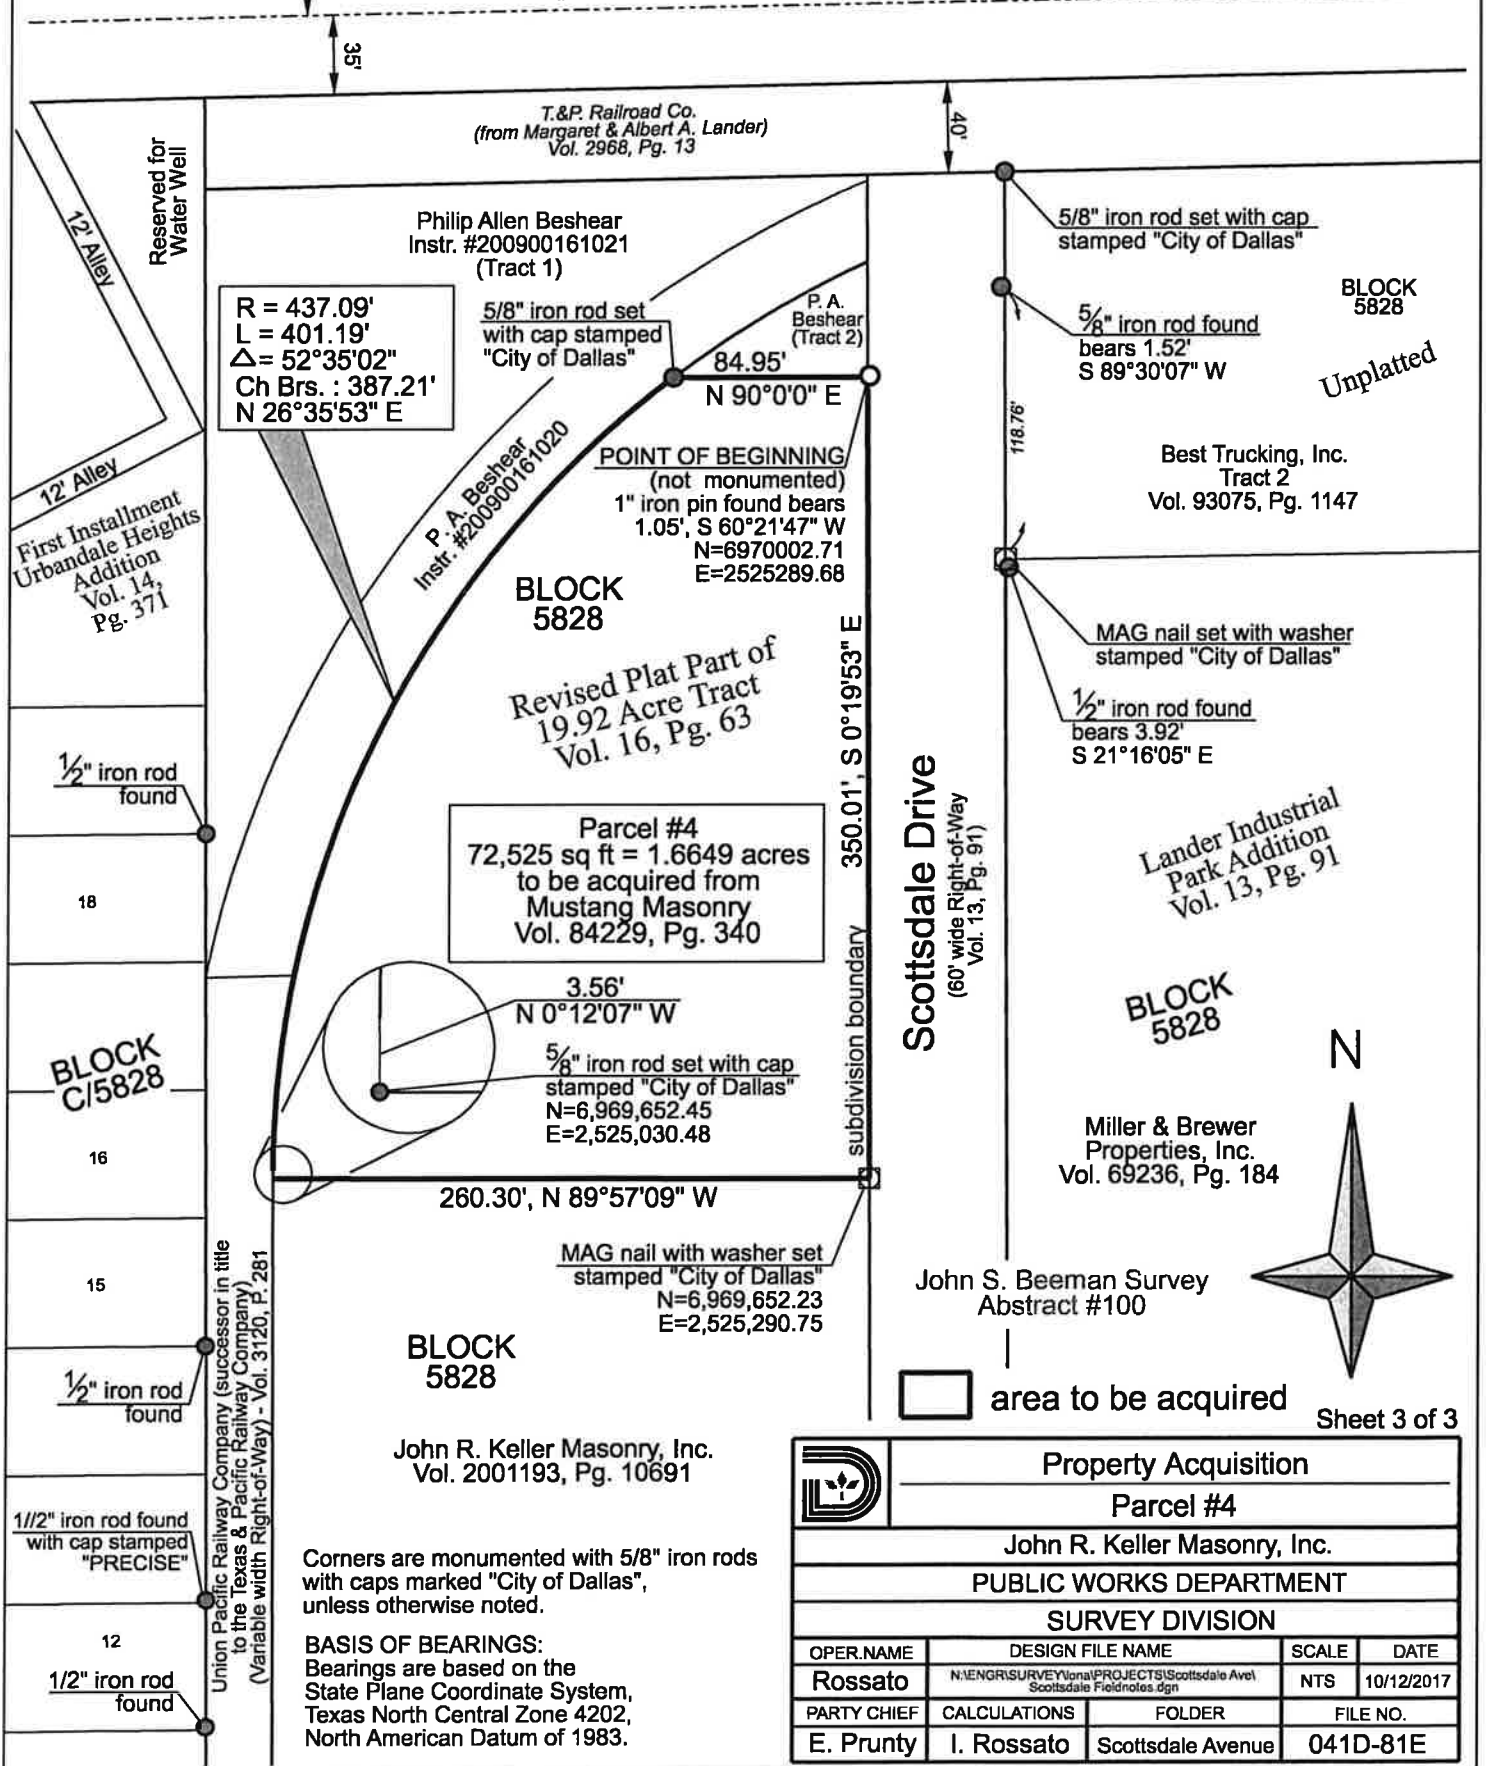 35'
T.&P. Railroad Co.
(from Margaret & Albert A. Lander)
Vol. 2968, Pg. 13
40'
Reserved for
Water Well
12' Alley
12' Alley
Philip Allen Beshear
Instr. #200900161021
(Tract 1)
5/8" iron rod set with cap
stamped "City of Dallas"
R = 437.09'
L = 401.19'
Δ= 52°35'02"
Ch Brs. : 387.21'
N 26°35'53" E
5/8" iron rod set
with cap stamped
"City of Dallas"
P. A.
Beshear
(Tract 2)
84.95'
N 90°0'0" E
5/8" iron rod found
bears 1.52'
S 89°30'07" W
BLOCK
5828
Unplatted
118.76'
Best Trucking, Inc.
Tract 2
Vol. 93075, Pg. 1147
P. A. Beshear
Instr. #200900161020
POINT OF BEGINNING
(not monumented)
1" iron pin found bears
1.05', S 60°21'47" W
N=6970002.71
E=2525289.68
First Installment
Urbandale Heights
Addition
Vol. 14,
Pg. 371
BLOCK
5828
Revised Plat Part of
19.92 Acre Tract
Vol. 16, Pg. 63
350.01', S 0°19'53" E
MAG nail set with washer
stamped "City of Dallas"
1/2" iron rod found
bears 3.92'
S 21°16'05" E
1/2" iron rod
found
Scottsdale Drive
(60' wide Right-of-Way
Vol. 13, Pg. 91)
Lander Industrial
Park Addition
Vol. 13, Pg. 91
Parcel #4
72,525 sq ft = 1.6649 acres
to be acquired from
Mustang Masonry
Vol. 84229, Pg. 340
18
3.56'
N 0°12'07" W
5/8" iron rod set with cap
stamped "City of Dallas"
N=6,969,652.45
E=2,525,030.48
subdivision boundary
BLOCK
5828
N
BLOCK
C/5828
16
Miller & Brewer
Properties, Inc.
Vol. 69236, Pg. 184
260.30', N 89°57'09" W
MAG nail with washer set
stamped "City of Dallas"
N=6,969,652.23
E=2,525,290.75
15
Union Pacific Railway Company (successor in title
to the Texas & Pacific Railway Company)
(Variable width Right-of-Way) - Vol. 3120, P. 281
John S. Beeman Survey
Abstract #100
BLOCK
5828
1/2" iron rod
found
area to be acquired
Sheet 3 of 3
John R. Keller Masonry, Inc.
Vol. 2001193, Pg. 10691
1//2" iron rod found
with cap stamped
"PRECISE"
Corners are monumented with 5/8" iron rods
with caps marked "City of Dallas",
unless otherwise noted.
12
1/2" iron rod
found
BASIS OF BEARINGS:
Bearings are based on the
State Plane Coordinate System,
Texas North Central Zone 4202,
North American Datum of 1983.
Property Acquisition
Parcel #4
John R. Keller Masonry, Inc.
PUBLIC WORKS DEPARTMENT
SURVEY DIVISION
OPER.NAME DESIGN FILE NAME SCALE DATE
Rossato N:\ENGR\SURVEY\Iona\PROJECTS\Scottsdale Ave\ NTS 10/12/2017
Scottsdale Fieldnotes.dgn
PARTY CHIEF CALCULATIONS FOLDER FILE NO.
E. Prunty I. Rossato Scottsdale Avenue 041D-81E